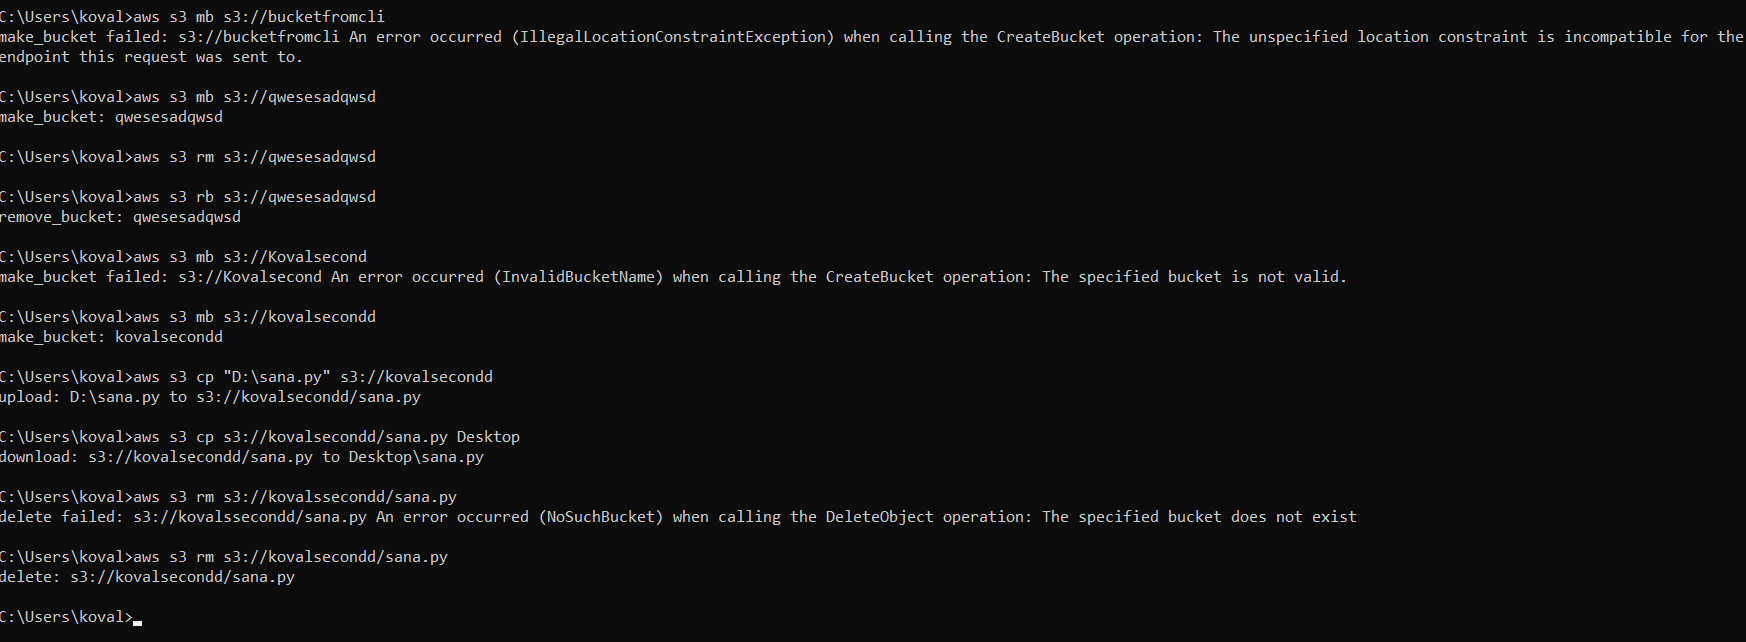 C:\Users\koval>aws s3 mb s3://bucketfromcli
make_bucket failed: s3://bucketfromcli An error occurred (IllegalLocationConstraintException) when calling the CreateBucket operation: The unspecified location constraint is incompatible for the
endpoint this request was sent to.
C:\Users\koval>aws s3 mb s3://qwesesadqwsd
make_bucket: qwesesadqwsd
C:\Users\koval>aws s3 rm s3://qwesesadqwsd
C:\Users\koval>aws s3 rb s3://qwesesadqwsd
remove_bucket: qwesesadqwsd
C:\Users\koval>aws s3 mb s3://Kovalsecond
make_bucket failed: s3://Kovalsecond An error occurred (InvalidBucketName) when calling the CreateBucket operation: The specified bucket is not valid.
C:\Users\koval>aws s3 mb s3://kovalsecondd
make_bucket: kovalsecondd
C:\Users\koval>aws s3 cp "D:\sana.py" s3://kovalsecondd
upload: D:\sana.py to s3://kovalsecondd/sana.py
C:\Users\koval>aws s3 cp s3://kovalsecondd/sana.py Desktop
download: s3://kovalsecondd/sana.py to Desktop\sana.py
C:\Users\koval>aws s3 rm s3://kovalssecondd/sana.py
delete failed: s3://kovalssecondd/sana.py An error occurred (NoSuchBucket) when calling the DeleteObject operation: The specified bucket does not exist
C:\Users\koval>aws s3 rm s3://kovalsecondd/sana.py
delete: s3://kovalsecondd/sana.py
C:\Users\koval>